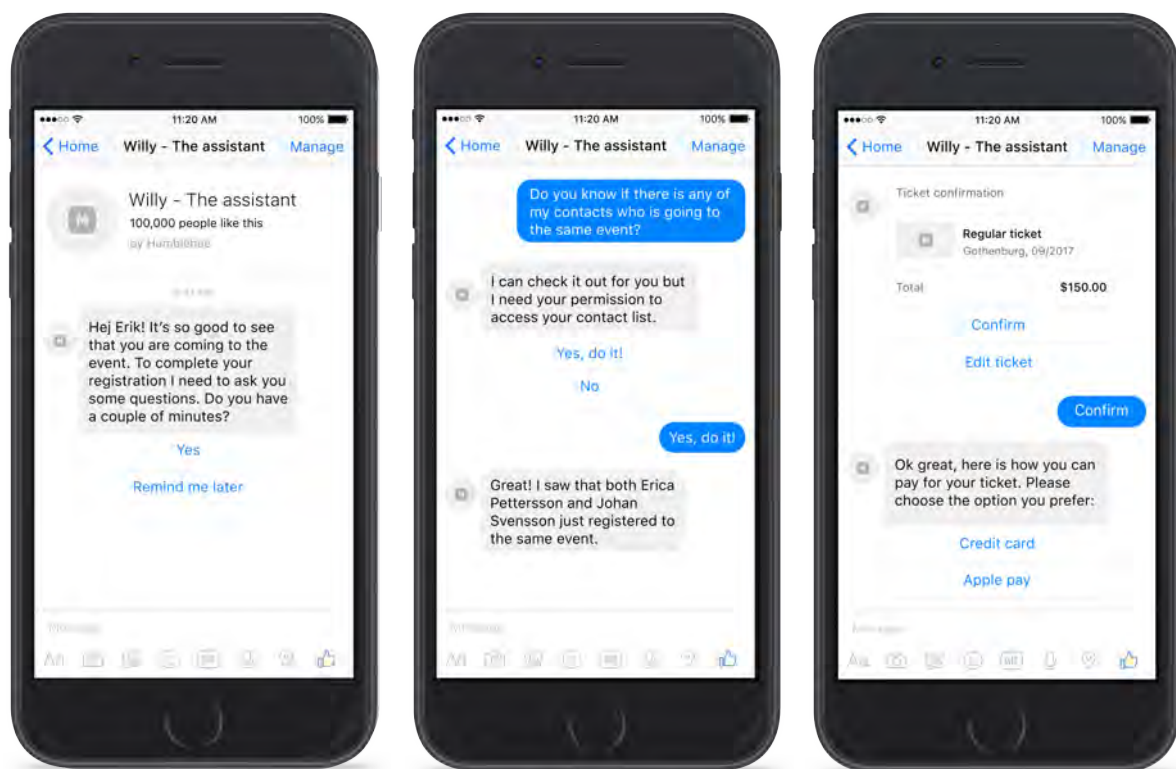 11:20 AM
100%
Home
Willy - The assistant
Manage
Willy - The assistant
100,000 people like this
by Humblebee
Hej Erik! It's so good to see
that you are coming to the
event. To complete your
registration I need to ask you
some questions. Do you have
a couple of minutes?
Yes
Remind me later
Message
Aa
11:20 AM
100%
Home
Willy - The assistant
Manage
Do you know if there is any of
my contacts who is going to
the same event?
I can check it out for you but
I need your permission to
access your contact list.
Yes, do it!
No
Yes, do it!
Great! I saw that both Erica
Pettersson and Johan
Svensson just registered to
the same event.
Message
Aa
11:20 AM
100%
Home
Willy - The assistant
Manage
Ticket confirmation
Regular ticket
Gothenburg, 09/2017
Total
$150.00
Confirm
Edit ticket
Confirm
Ok great, here is how you can
pay for your ticket. Please
choose the option you prefer:
Credit card
Apple pay
Message
Aa